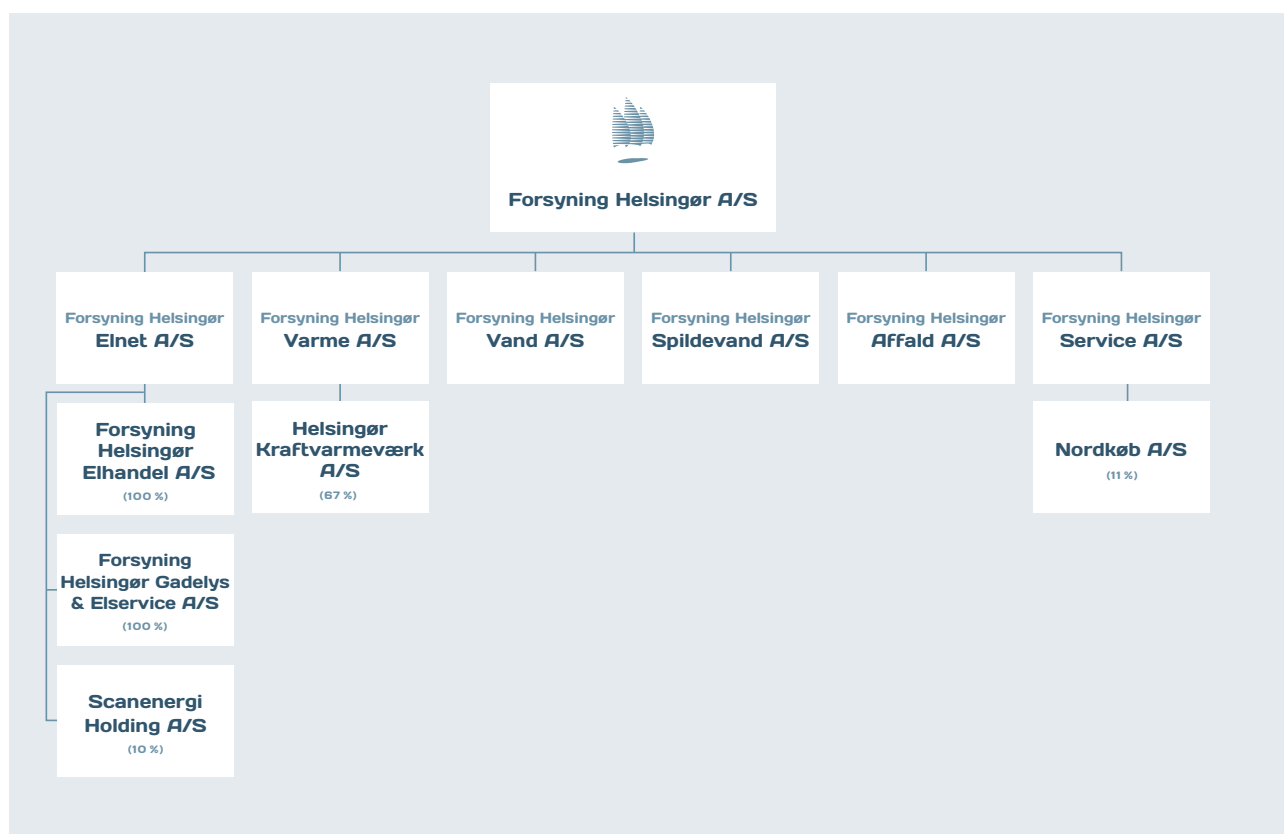 Forsyning Helsingør A/S
Forsyning Helsingør
Elnet A/S
Forsyning Helsingør
Varme A/S
Forsyning Helsingør
Vand A/S
Forsyning Helsingør
Spildevand A/S
Forsyning Helsingør
Affald A/S
Forsyning Helsingør
Service A/S
Forsyning
Helsingør
Elhandel A/S
(100 %)
Helsingør
Kraftvarmeværk
A/S
(67 %)
Nordkøb A/S
(11 %)
Forsyning
Helsingør Gadelys
& Elservice A/S
(100 %)
Scanenergi
Holding A/S
(10 %)